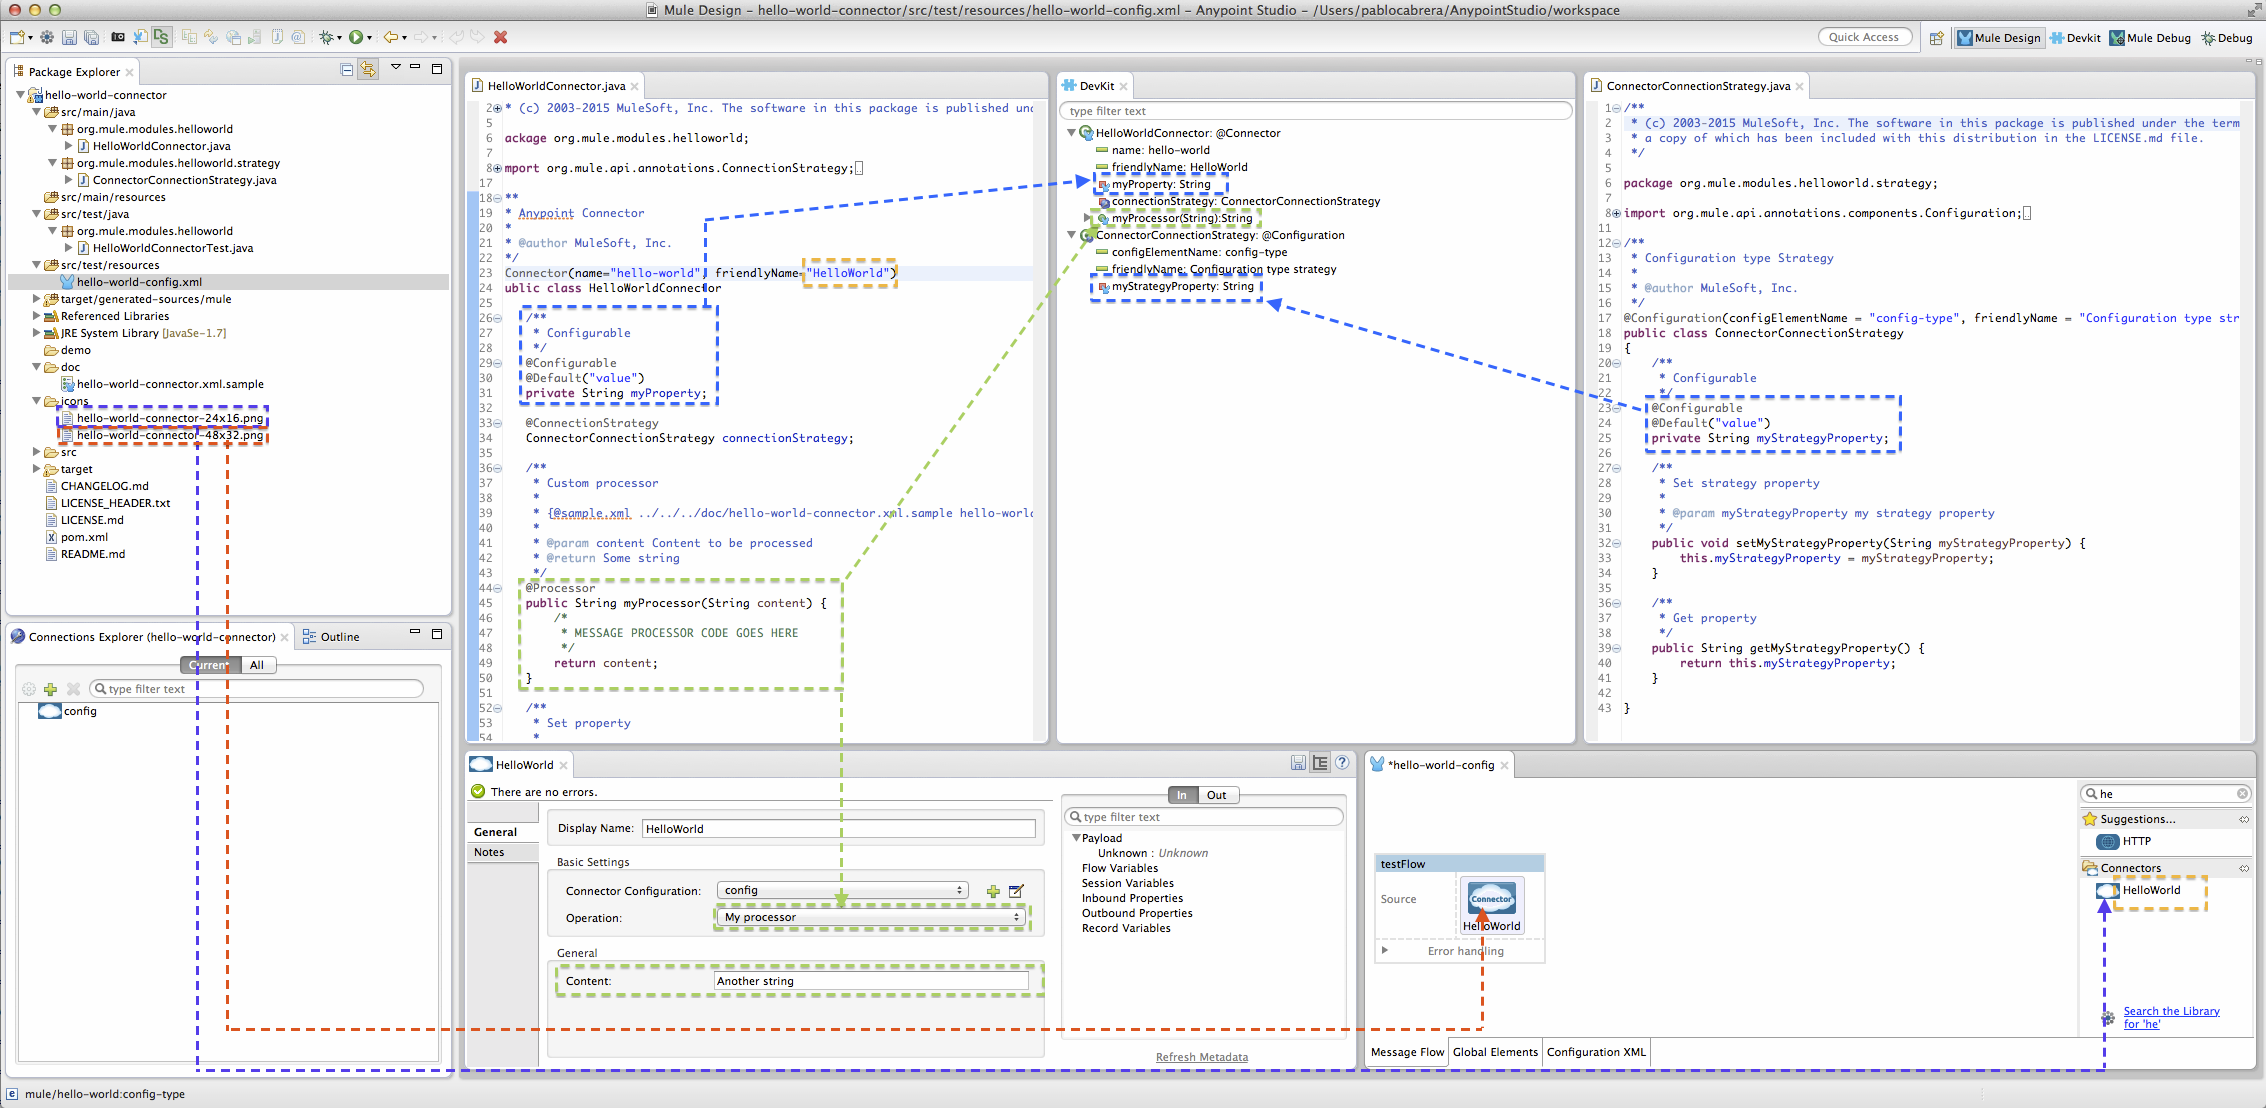 Mule Design – hello-world-connector/src/test/resources/hello-world-config.xml – Anypoint Studio – /Users/pablocabrera/AnypointStudio/workspace
Quick Access
Mule Design
Devkit
Mule Debug
Debug
Package Explorer
hello-world-connector
src/main/java
org.mule.modules.helloworld
HelloWorldConnector.java
org.mule.modules.helloworld.strategy
ConnectorConnectionStrategy.java
src/main/resources
src/test/java
org.mule.modules.helloworld
HelloWorldConnectorTest.java
src/test/resources
hello-world-config.xml
target/generated-sources/mule
Referenced Libraries
JRE System Library [JavaSe-1.7]
demo
doc
hello-world-connector.xml.sample
icons
hello-world-connector-24x16.png
hello-world-connector-48x32.png
src
target
CHANGELOG.md
LICENSE_HEADER.txt
LICENSE.md
pom.xml
README.md
Connections Explorer (hello-world-connector)
Outline
Current
All
type filter text
config
HelloWorldConnector.java
2 * (c) 2003-2015 MuleSoft, Inc. The software in this package is published und
5
6 ackage org.mule.modules.helloworld;
7
8 import org.mule.api.annotations.ConnectionStrategy;
17
18 **
19 * Anypoint Connector
20 *
21 * @author MuleSoft, Inc.
22 */
23 Connector(name="hello-world", friendlyName="HelloWorld")
24 ublic class HelloWorldConnector
25
26 /**
27 * Configurable
28 */
29 @Configurable
30 @Default("value")
31 private String myProperty;
32
33 @ConnectionStrategy
34 ConnectorConnectionStrategy connectionStrategy;
35
36 /**
37 * Custom processor
38 *
39 * {@sample.xml ../../../doc/hello-world-connector.xml.sample hello-world
40 *
41 * @param content Content to be processed
42 * @return Some string
43 */
44 @Processor
45 public String myProcessor(String content) {
46 /*
47 * MESSAGE PROCESSOR CODE GOES HERE
48 */
49 return content;
50 }
51
52 /**
53 * Set property
54 *
DevKit
type filter text
HelloWorldConnector: @Connector
name: hello-world
friendlyName: HelloWorld
myProperty: String
connectionStrategy: ConnectorConnectionStrategy
myProcessor(String):String
ConnectorConnectionStrategy: @Configuration
configElementName: config-type
friendlyName: Configuration type strategy
myStrategyProperty: String
ConnectorConnectionStrategy.java
1 /**
2 * (c) 2003-2015 MuleSoft, Inc. The software in this package is published under the term
3 * a copy of which has been included with this distribution in the LICENSE.md file.
4 */
5
6 package org.mule.modules.helloworld.strategy;
7
8 import org.mule.api.annotations.components.Configuration;
11
12 /**
13 * Configuration type Strategy
14 *
15 * @author MuleSoft, Inc.
16 */
17 @Configuration(configElementName = "config-type", friendlyName = "Configuration type str
18 public class ConnectorConnectionStrategy
19 {
20 /**
21 * Configurable
22 */
23 @Configurable
24 @Default("value")
25 private String myStrategyProperty;
26
27 /**
28 * Set strategy property
29 *
30 * @param myStrategyProperty my strategy property
31 */
32 public void setMyStrategyProperty(String myStrategyProperty) {
33 this.myStrategyProperty = myStrategyProperty;
34 }
35
36 /**
37 * Get property
38 */
39 public String getMyStrategyProperty() {
40 return this.myStrategyProperty;
41 }
42
43 }
HelloWorld
There are no errors.
General
Notes
Display Name: HelloWorld
Basic Settings
Connector Configuration: config
Operation: My processor
General
Content: Another string
In
Out
type filter text
Payload
Unknown : Unknown
Flow Variables
Session Variables
Inbound Properties
Outbound Properties
Record Variables
Refresh Metadata
*hello-world-config
testFlow
Source
Connector
HelloWorld
Error handling
he
Suggestions...
HTTP
Connectors
HelloWorld
Search the Library
for 'he'
Message Flow
Global Elements
Configuration XML
mule/hello-world:config-type